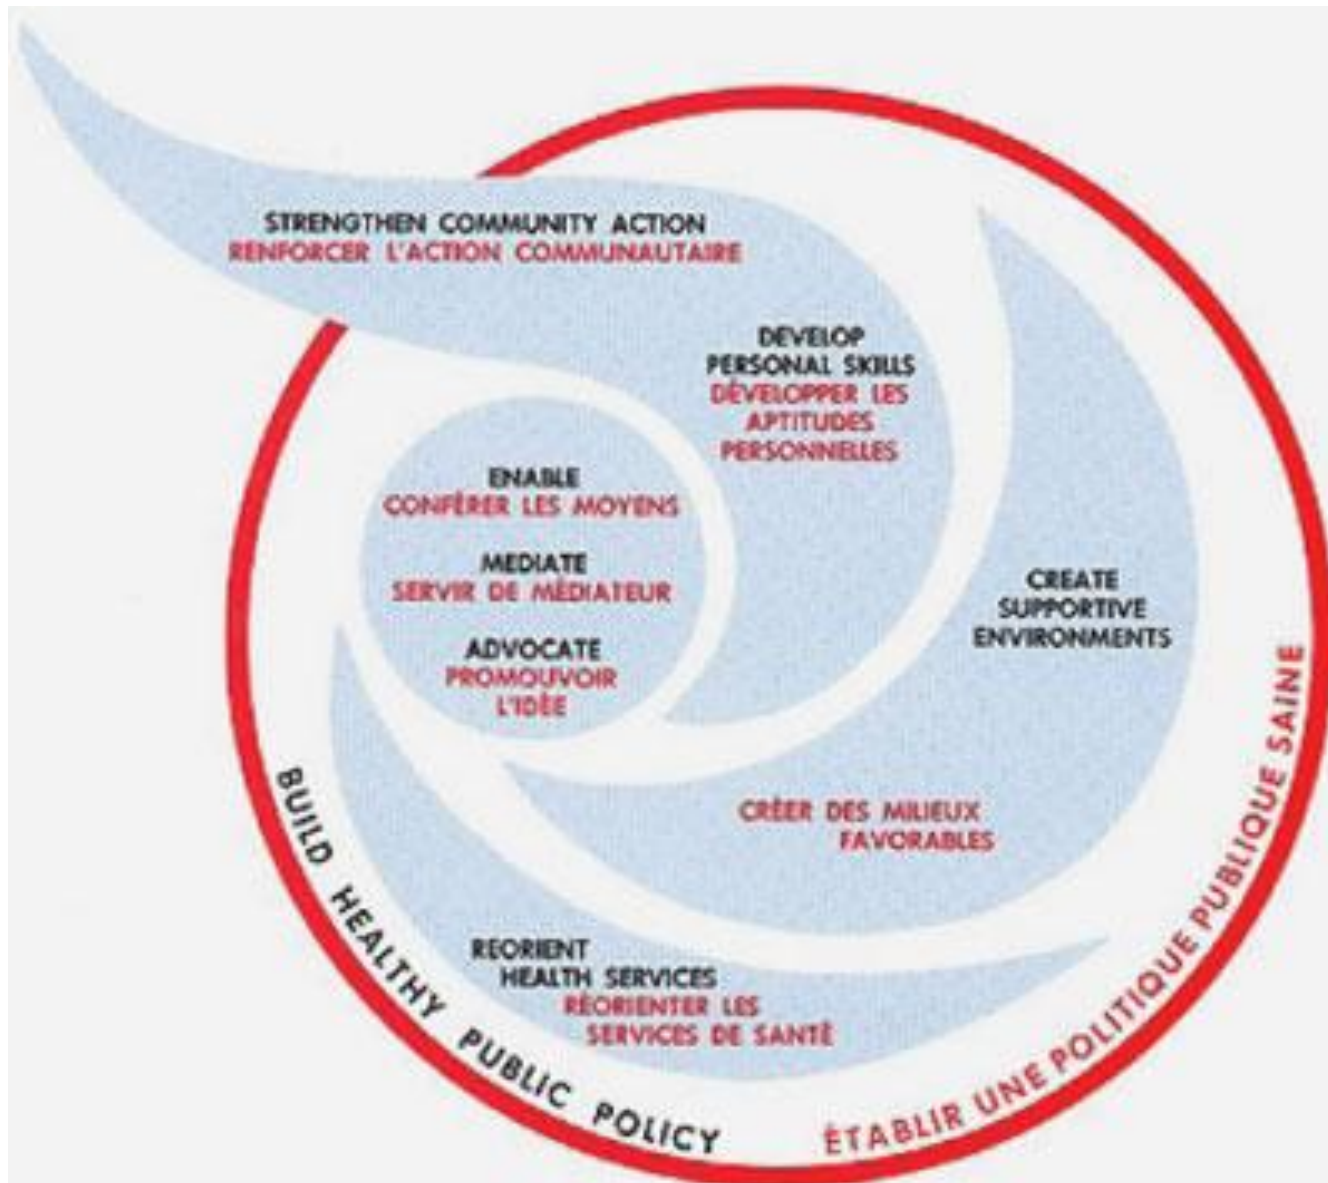 STRENGTHEN COMMUNITY ACTION
RENFORCER L'ACTION COMMUNAUTAIRE
DEVELOP
PERSONAL SKILLS
DÉVELOPPER LES
APTITUDES
PERSONNELLES
ENABLE
CONFÉRER LES MOYENS
MEDIATE
SERVIR DE MÉDIATEUR
ADVOCATE
PROMOUVOIR
L'IDÉE
CREATE
SUPPORTIVE
ENVIRONMENTS
CRÉER DES MILIEUX
FAVORABLES
REORIENT
HEALTH SERVICES
RÉORIENTER LES
SERVICES DE SANTÉ
BUILD HEALTHY PUBLIC POLICY
ÉTABLIR UNE POLITIQUE PUBLIQUE SAINE